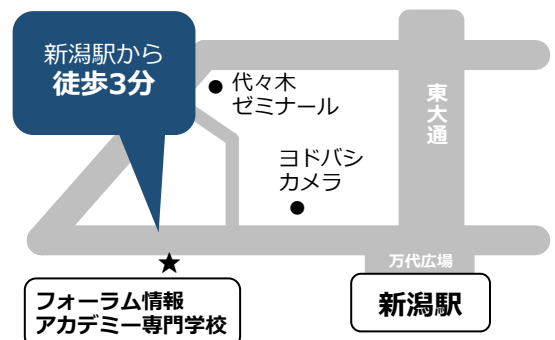 新潟駅から
徒歩3分
代々木
ゼミナール
東大通
ヨドバシ
カメラ
万代広場
フォーラム情報
アカデミー専門学校
新潟駅